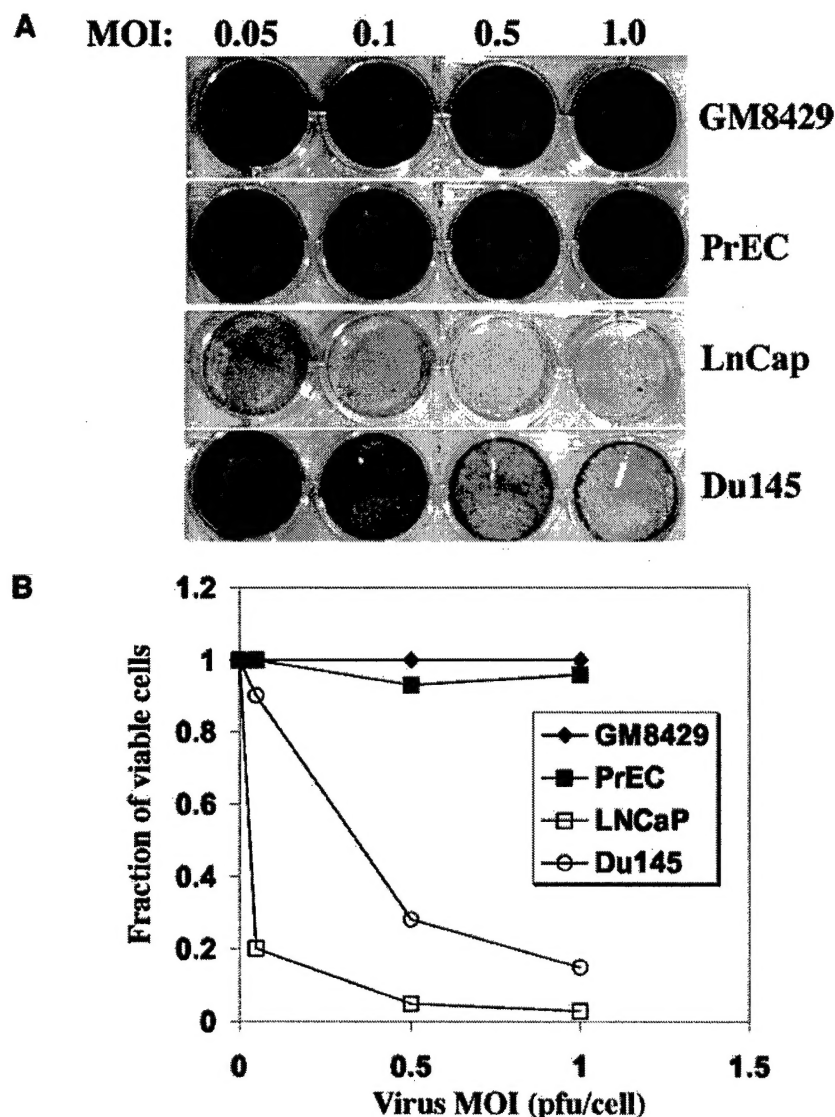 A
MOI: 0.05 0.1 0.5 1.0
GM8429
PrEC
LnCap
Du145
B
1.2
1
0.8
0.6
0.4
0.2
0
Fraction of viable cells
GM8429
PrEC
LNCaP
Du145
0 0.5 1 1.5
Virus MOI (pfu/cell)